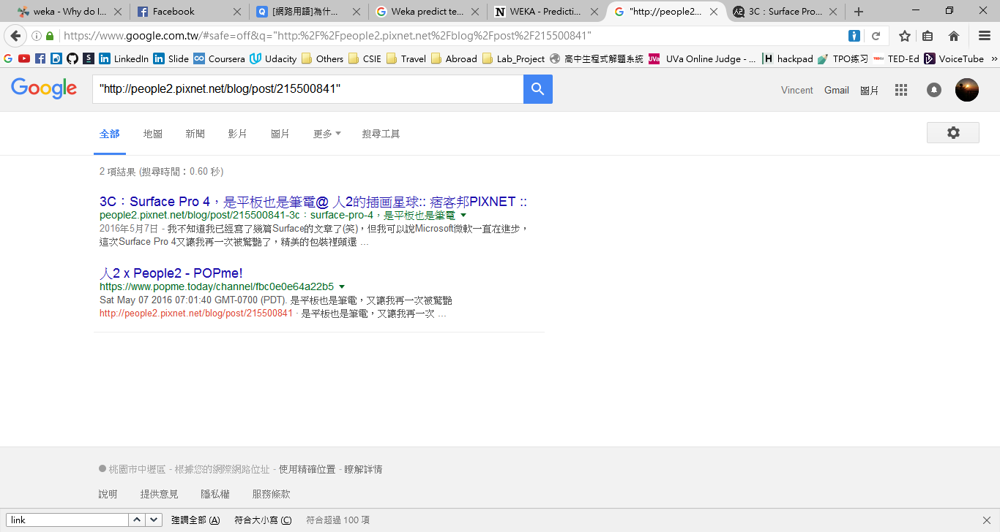 weka - Why do I...
Facebook
[網路用語]為什...
Weka predict te...
WEKA - Predicti...
"http://people2...
3C：Surface Pro...
https://www.google.com.tw/#safe=off&q="http:%2F%2Fpeople2.pixnet.net%2Fblog%2Fpost%2F215500841"
LinkedIn Slide Coursera Udacity Others CSIE Travel Abroad Lab_Project 高中生程式解題系統 UVa Online Judge - ... hackpad TPO练习 TED-Ed VoiceTube »
Google
"http://people2.pixnet.net/blog/post/215500841"
Vincent Gmail 圖片
全部 地圖 新聞 影片 圖片 更多 搜尋工具
2 項結果 (搜尋時間：0.60 秒)
3C：Surface Pro 4，是平板也是筆電@ 人2的插画星球:: 痞客邦PIXNET ::
people2.pixnet.net/blog/post/215500841-3c：surface-pro-4，是平板也是筆電
2016年5月7日 - 我不知道我已經寫了幾篇Surface的文章了(笑)，但我可以說Microsoft微軟一直在進步，
這次Surface Pro 4又讓我再一次被驚艷了，精美的包裝裡頭還 ...
人2 x People2 - POPme!
https://www.popme.today/channel/fbc0e0e64a22b5
Sat May 07 2016 07:01:40 GMT-0700 (PDT). 是平板也是筆電，又讓我再一次被驚艷
http://people2.pixnet.net/blog/post/215500841 · 是平板也是筆電，又讓我再一次 ...
桃園市中壢區 - 根據您的網際網路位址 - 使用精確位置 - 瞭解詳情
說明 提供意見 隱私權 服務條款
link 強調全部 (A) 符合大小寫 (C) 符合超過 100 項